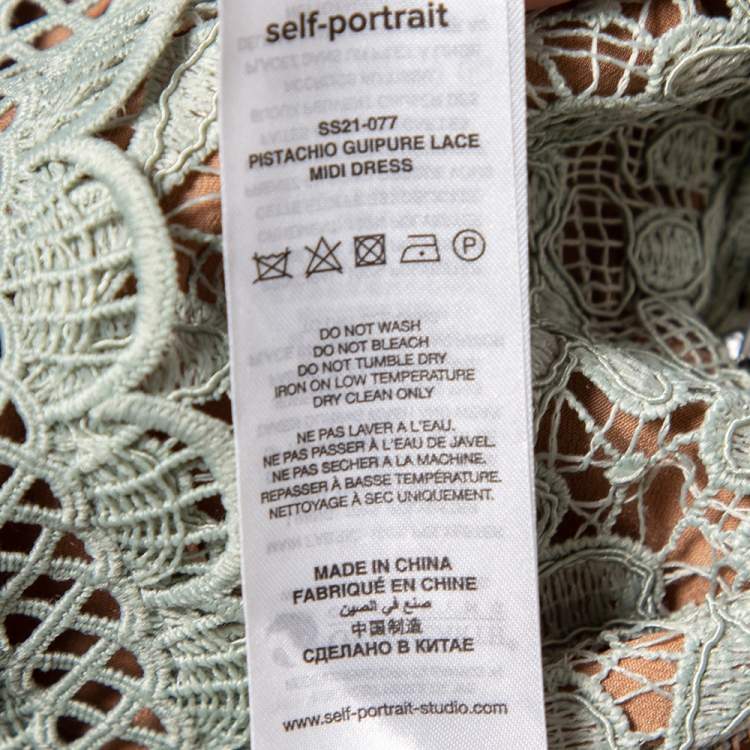 self-portrait
SS21-077
PISTACHIO GUIPURE LACE
MIDI DRESS
P
DO NOT WASH
DO NOT BLEACH
DO NOT TUMBLE DRY
IRON ON LOW TEMPERATURE
DRY CLEAN ONLY
NE PAS LAVER A L'EAU.
NE PAS PASSER À L'EAU DE JAVEL.
NE PAS SECHER A LA MACHINE.
REPASSER À BASSE TEMPÉRATURE.
NETTOYAGE À SEC UNIQUEMENT.
MADE IN CHINA
FABRIQUÉ EN CHINE
صنع في الصين
中国制造
СДЕЛАНО В КИТАЕ
www.self-portrait-studio.com